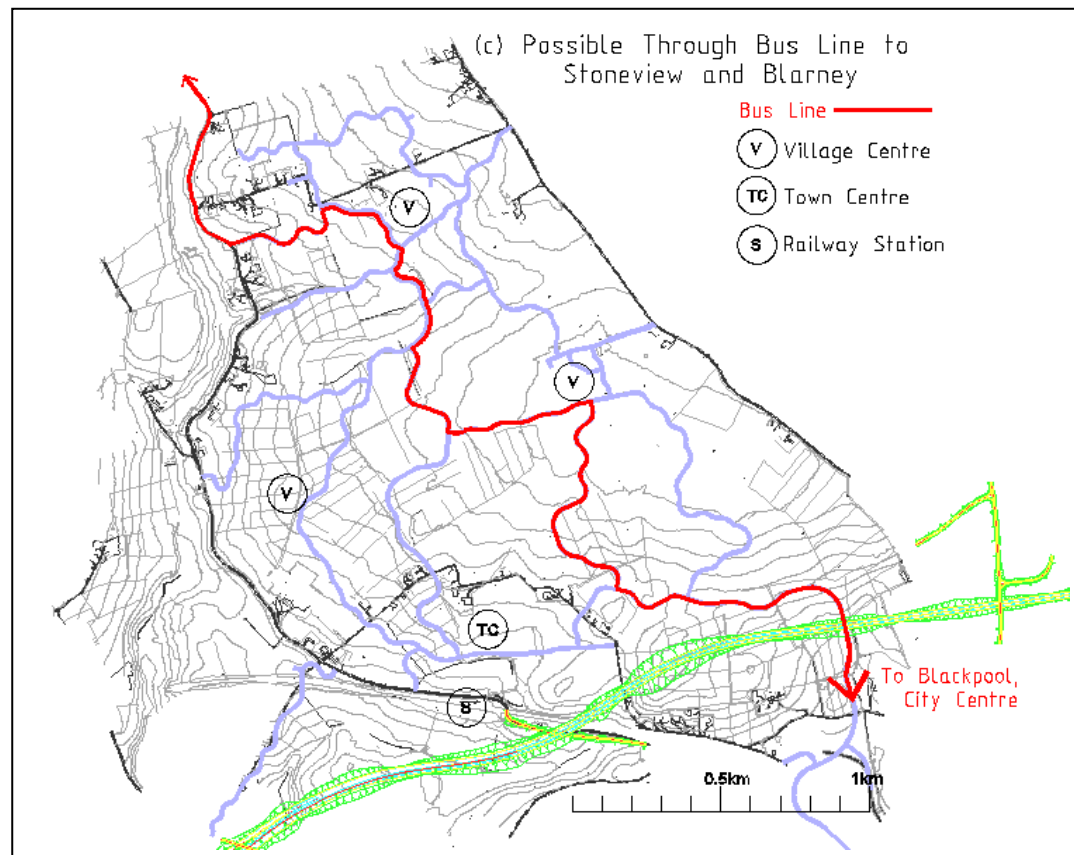 (c) Possible Through Bus Line to
Stoneview and Blarney
Bus Line
V Village Centre
TC Town Centre
S Railway Station
V
V
V
TC
S
To Blackpool,
City Centre
0.5km 1km